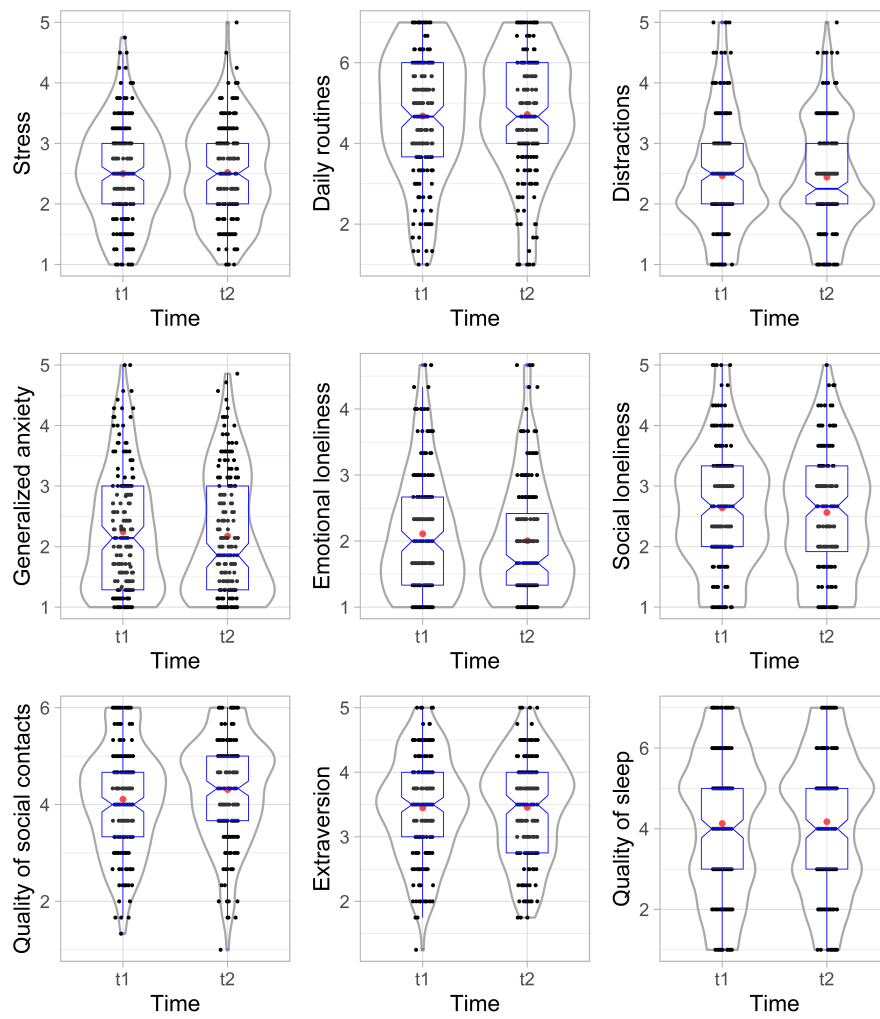 Stress
5
4
3
2
1
t1 t2
Time
Daily routines
6
4
2
t1 t2
Time
Distractions
5
4
3
2
1
t1 t2
Time
Generalized anxiety
5
4
3
2
1
t1 t2
Time
Emotional loneliness
4
3
2
1
t1 t2
Time
Social loneliness
5
4
3
2
1
t1 t2
Time
Quality of social contacts
6
4
2
t1 t2
Time
Extraversion
5
4
3
2
t1 t2
Time
Quality of sleep
6
4
2
t1 t2
Time